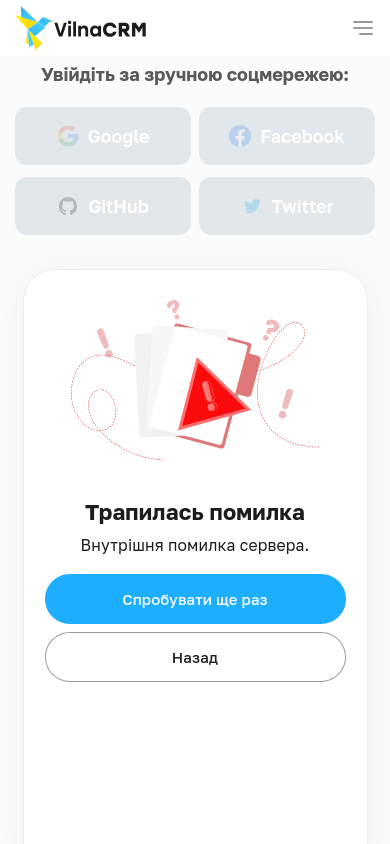 VilnaCRM
Увійдіть за зручною соцмережею:
Google
Facebook
GitHub
Twitter
Трапилась помилка
Внутрішня помилка сервера.
Спробувати ще раз
Назад